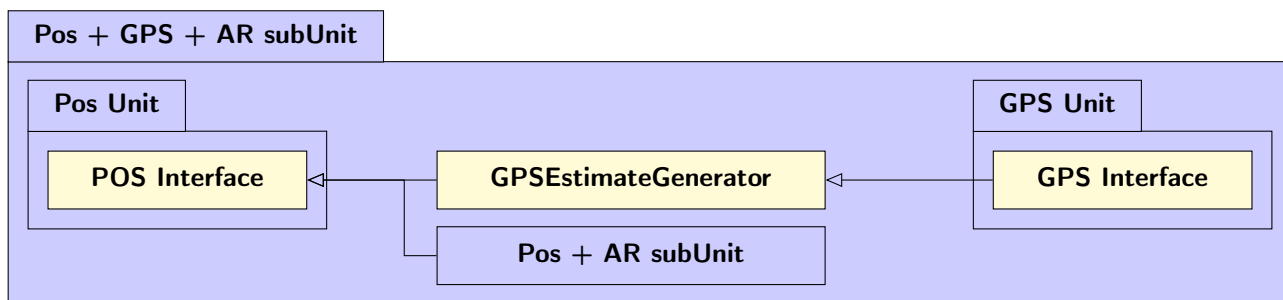 Pos + GPS + AR subUnit
Pos Unit
GPS Unit
POS Interface
GPSEstimateGenerator
GPS Interface
Pos + AR subUnit